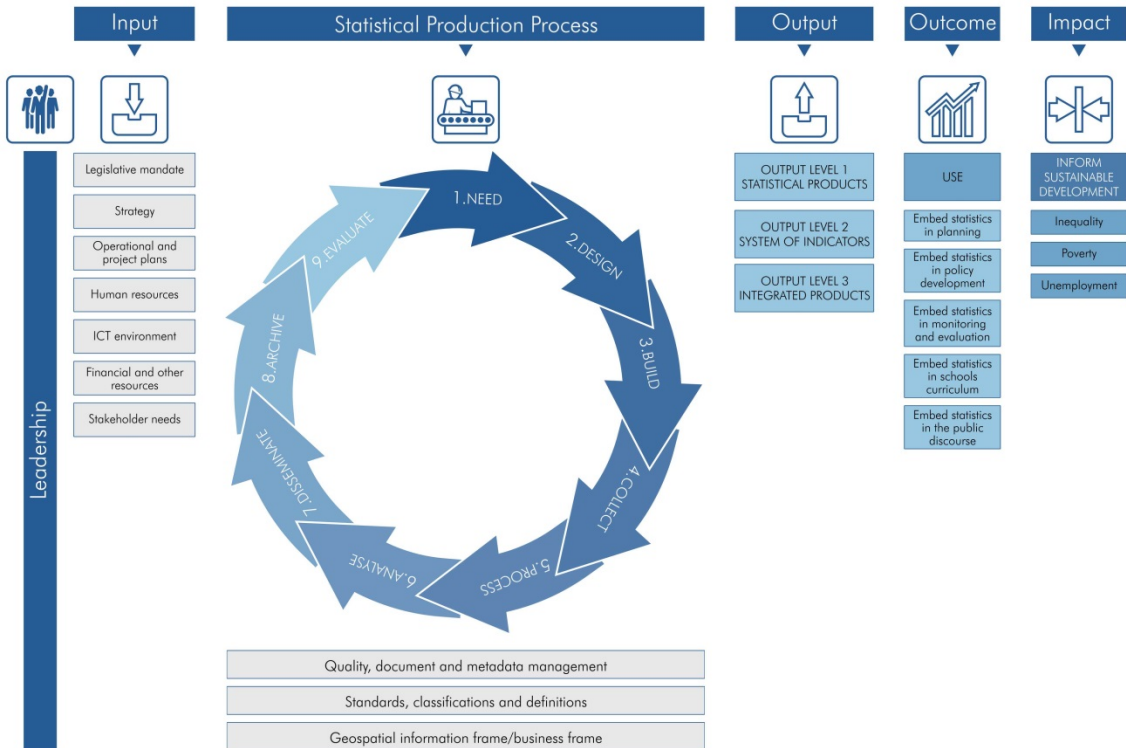 Input
Statistical Production Process
Output
Outcome
Impact
Leadership
Legislative mandate
Strategy
Operational and
project plans
Human resources
ICT environment
Financial and other
resources
Stakeholder needs
1.NEED
2.DESIGN
3.BUILD
4.COLLECT
5.PROCESS
6.ANALYSE
7.DISSEMINATE
8.ARCHIVE
9.EVALUATE
Quality, document and metadata management
Standards, classifications and definitions
Geospatial information frame/business frame
OUTPUT LEVEL 1
STATISTICAL PRODUCTS
OUTPUT LEVEL 2
SYSTEM OF INDICATORS
OUTPUT LEVEL 3
INTEGRATED PRODUCTS
USE
Embed statistics
in planning
Embed statistics
in policy
development
Embed statistics
in monitoring
and evaluation
Embed statistics
in schools
curriculum
Embed statistics
in the public
discourse
INFORM
SUSTAINABLE
DEVELOPMENT
Inequality
Poverty
Unemployment